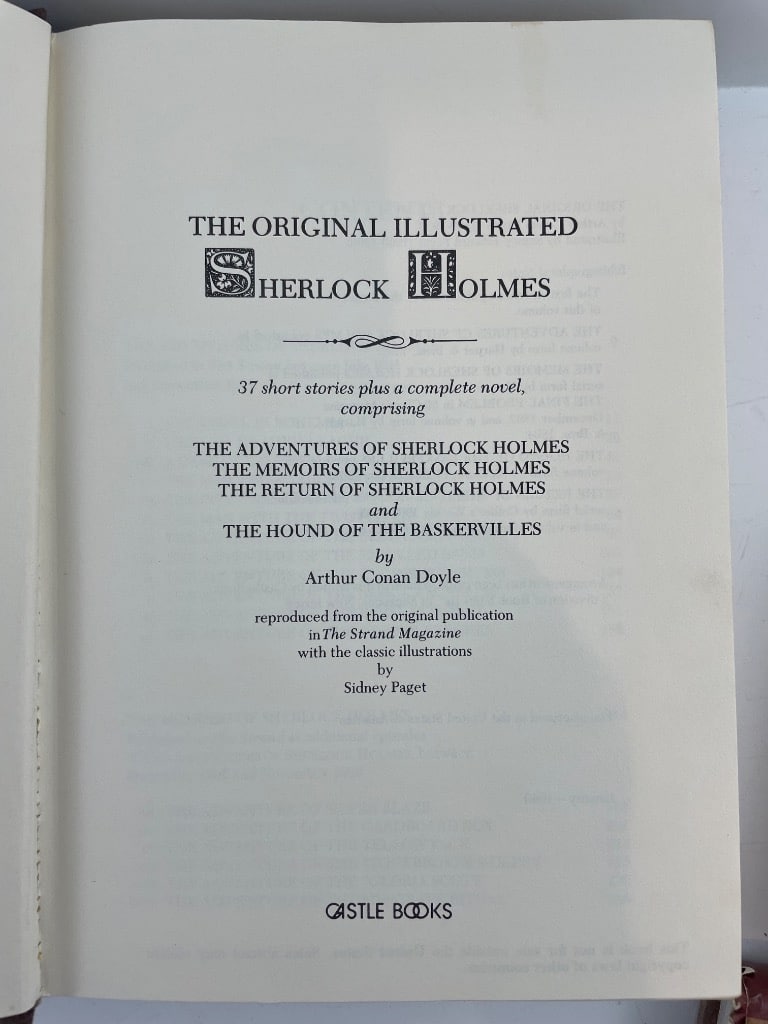 THE ORIGINAL ILLUSTRATED
SHERLOCK HOLMES
37 short stories plus a complete novel,
comprising
THE ADVENTURES OF SHERLOCK HOLMES
THE MEMOIRS OF SHERLOCK HOLMES
THE RETURN OF SHERLOCK HOLMES
and
THE HOUND OF THE BASKERVILLES
by
Arthur Conan Doyle
reproduced from the original publication
in The Strand Magazine
with the classic illustrations
by
Sidney Paget
CASTLE BOOKS